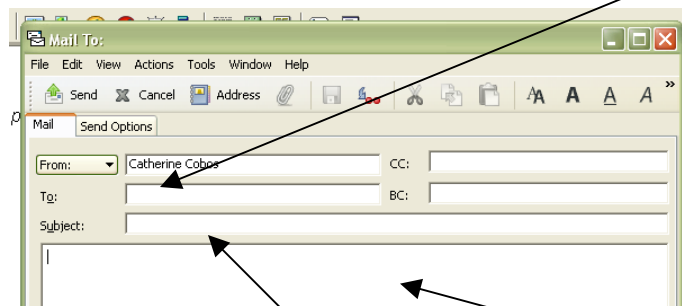 Mail To:
File Edit View Actions Tools Window Help
Send Cancel Address A A A A »
p
Mail Send Options
From: Catherine Cobos CC:
To: BC:
Subject: